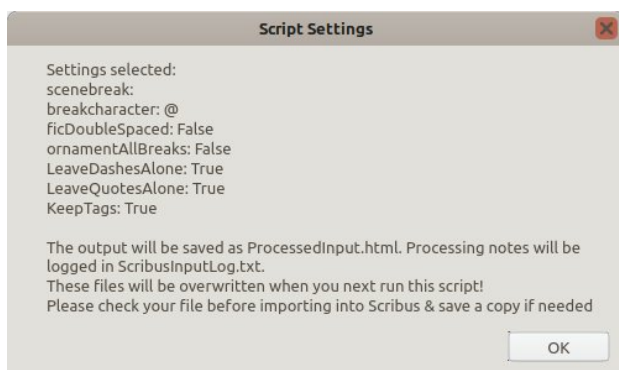 Script Settings
Settings selected:
scenebreak:
breakcharacter: @
ficDoubleSpaced: False
ornamentAllBreaks: False
LeaveDashesAlone: True
LeaveQuotesAlone: True
KeepTags: True
The output will be saved as ProcessedInput.html. Processing notes will be
logged in ScribusInputLog.txt.
These files will be overwritten when you next run this script!
Please check your file before importing into Scribus & save a copy if needed
OK